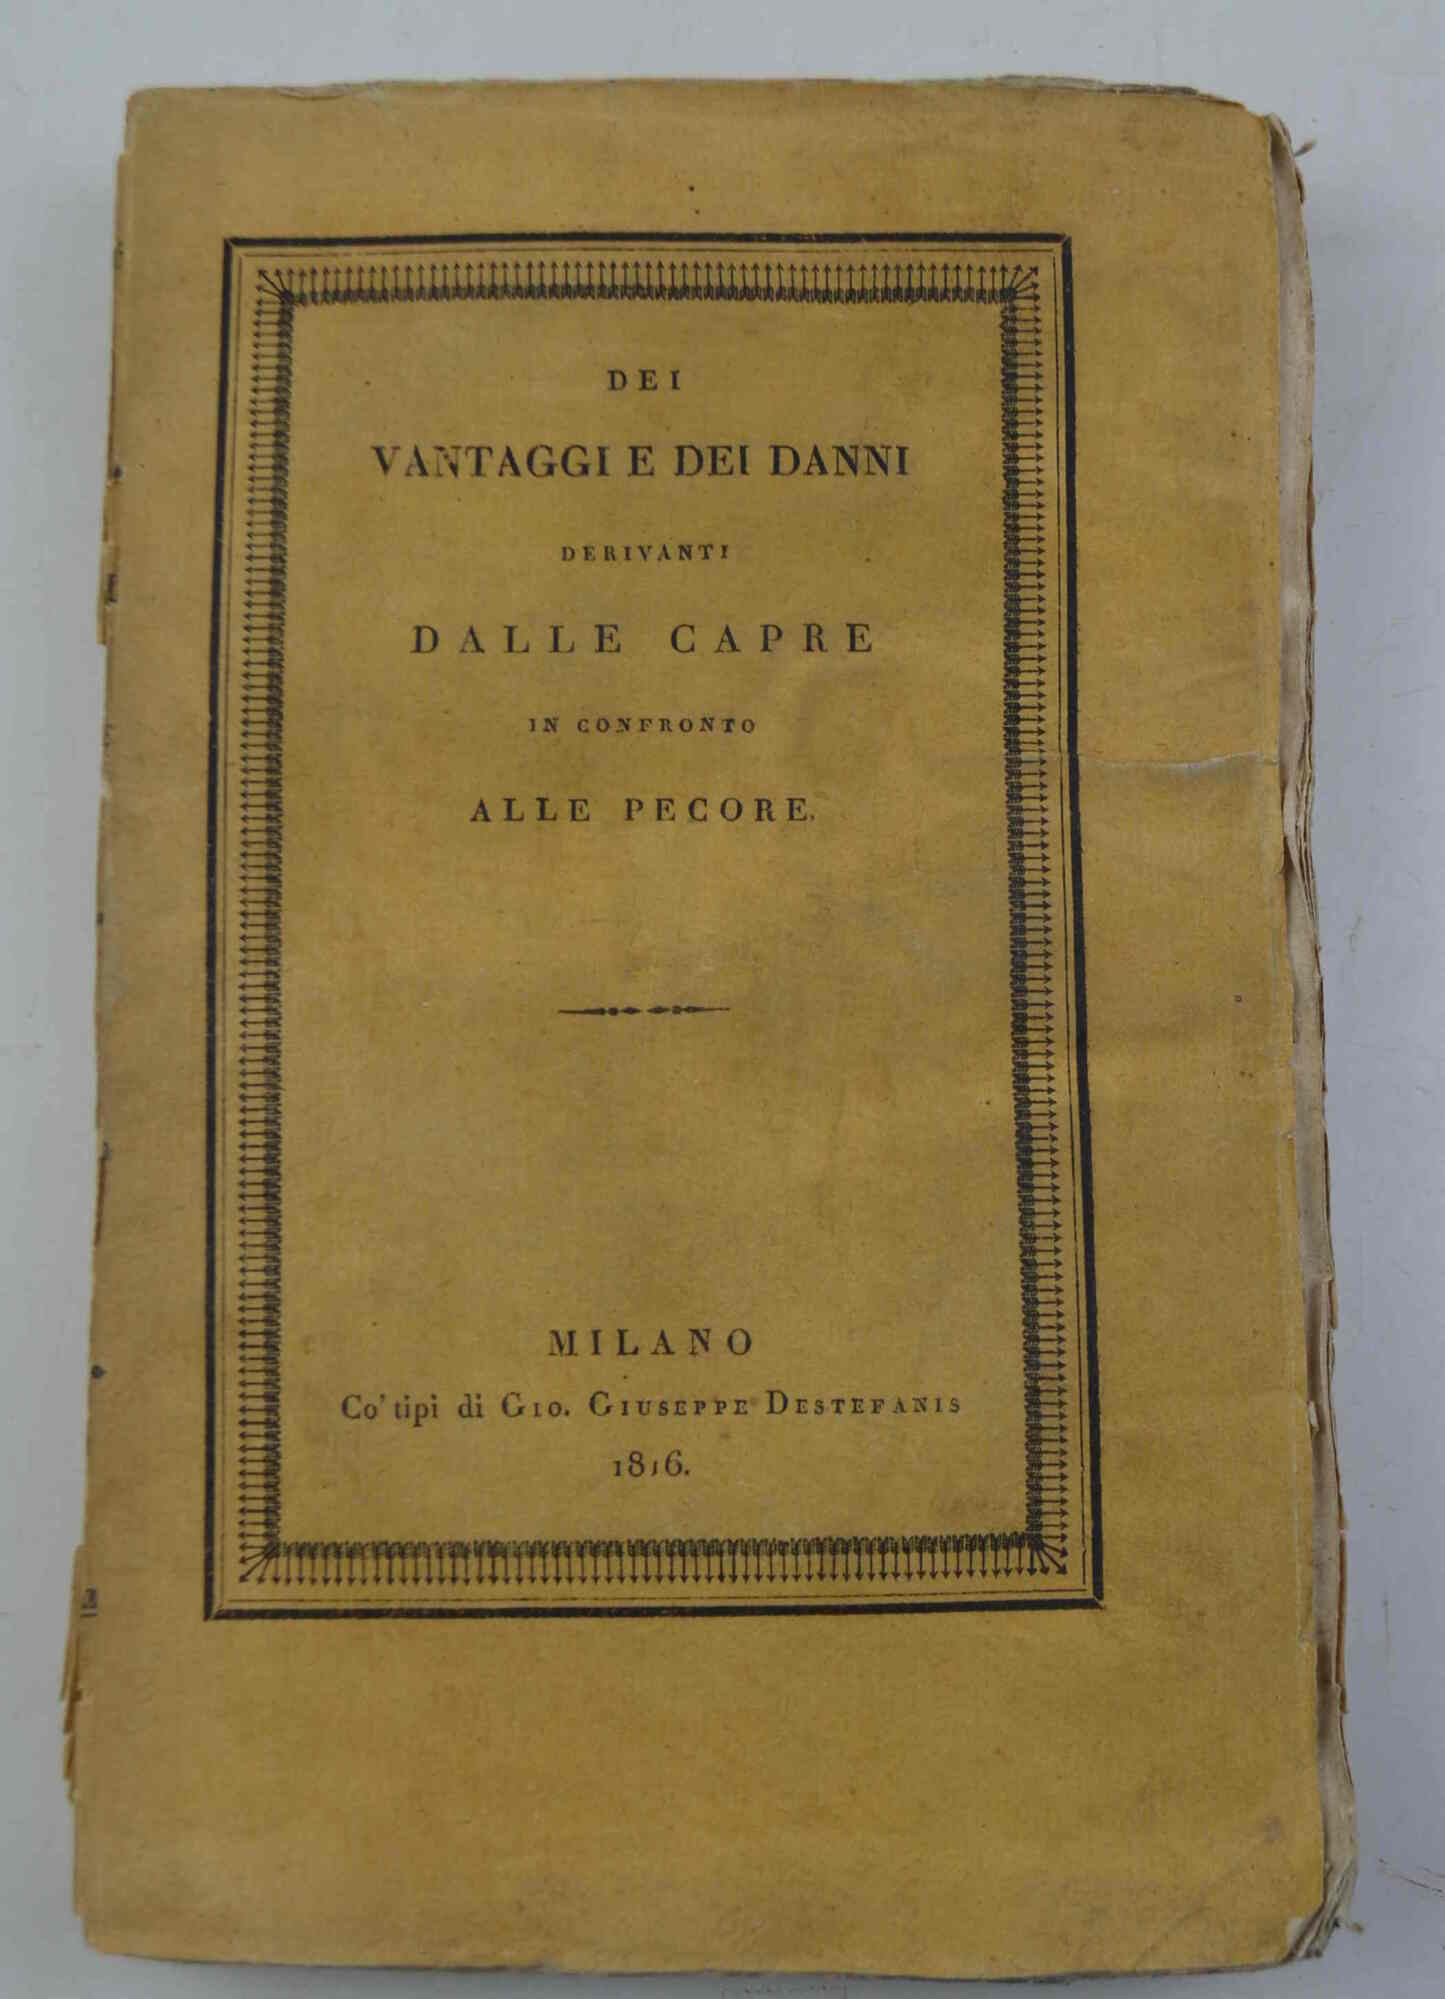 DEI
VANTAGGI E DEI DANNI
DERIVANTI
DALLE CAPRE
IN CONFRONTO
ALLE PECORE.
MILANO
Co' tipi di GIO. GIUSEPPE DESTEFANIS
1816.